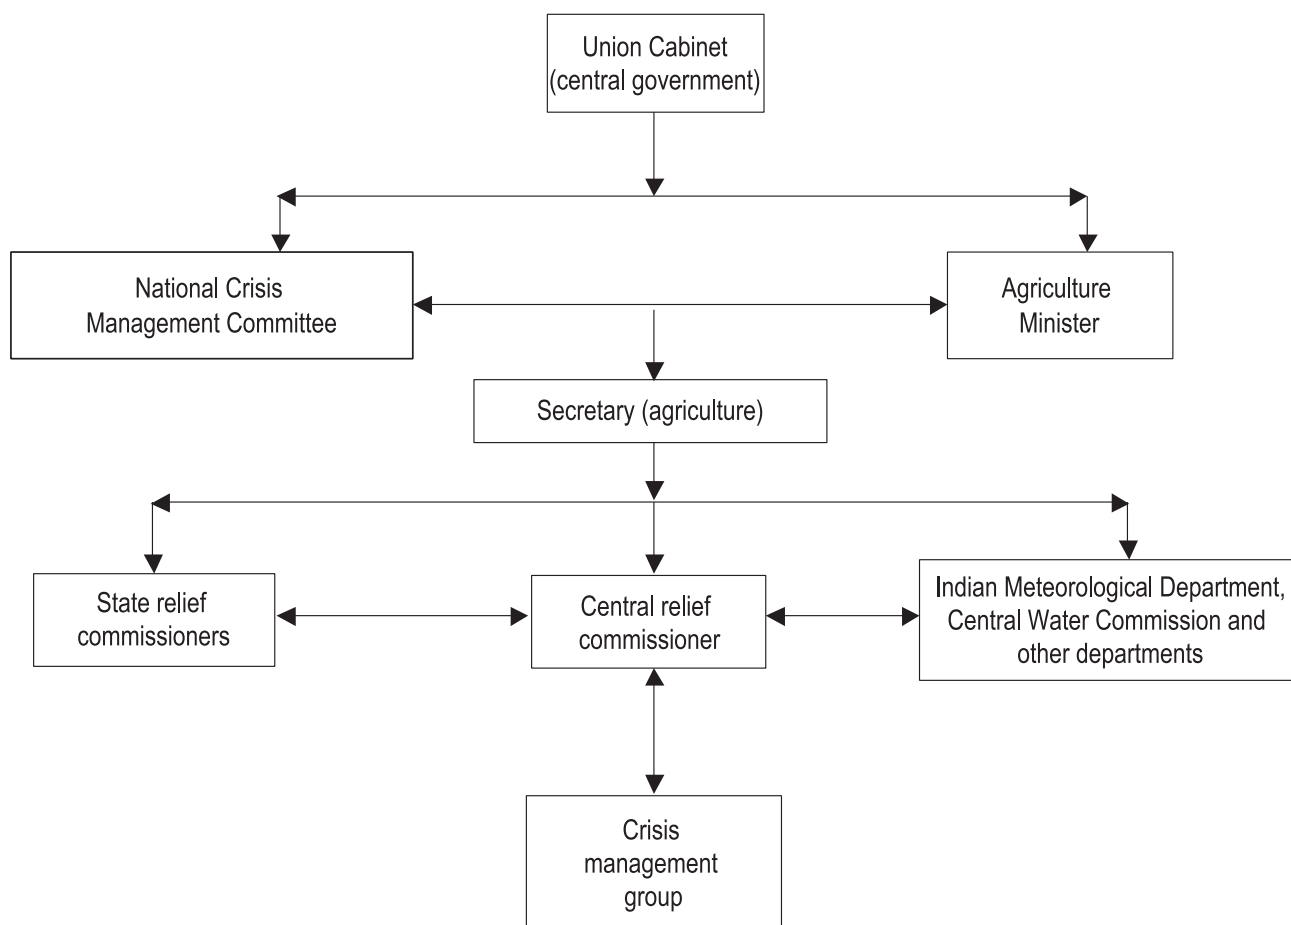 Union Cabinet
(central government)
National Crisis
Management Committee
Agriculture
Minister
Secretary (agriculture)
State relief
commissioners
Central relief
commissioner
Indian Meteorological Department,
Central Water Commission and
other departments
Crisis
management
group